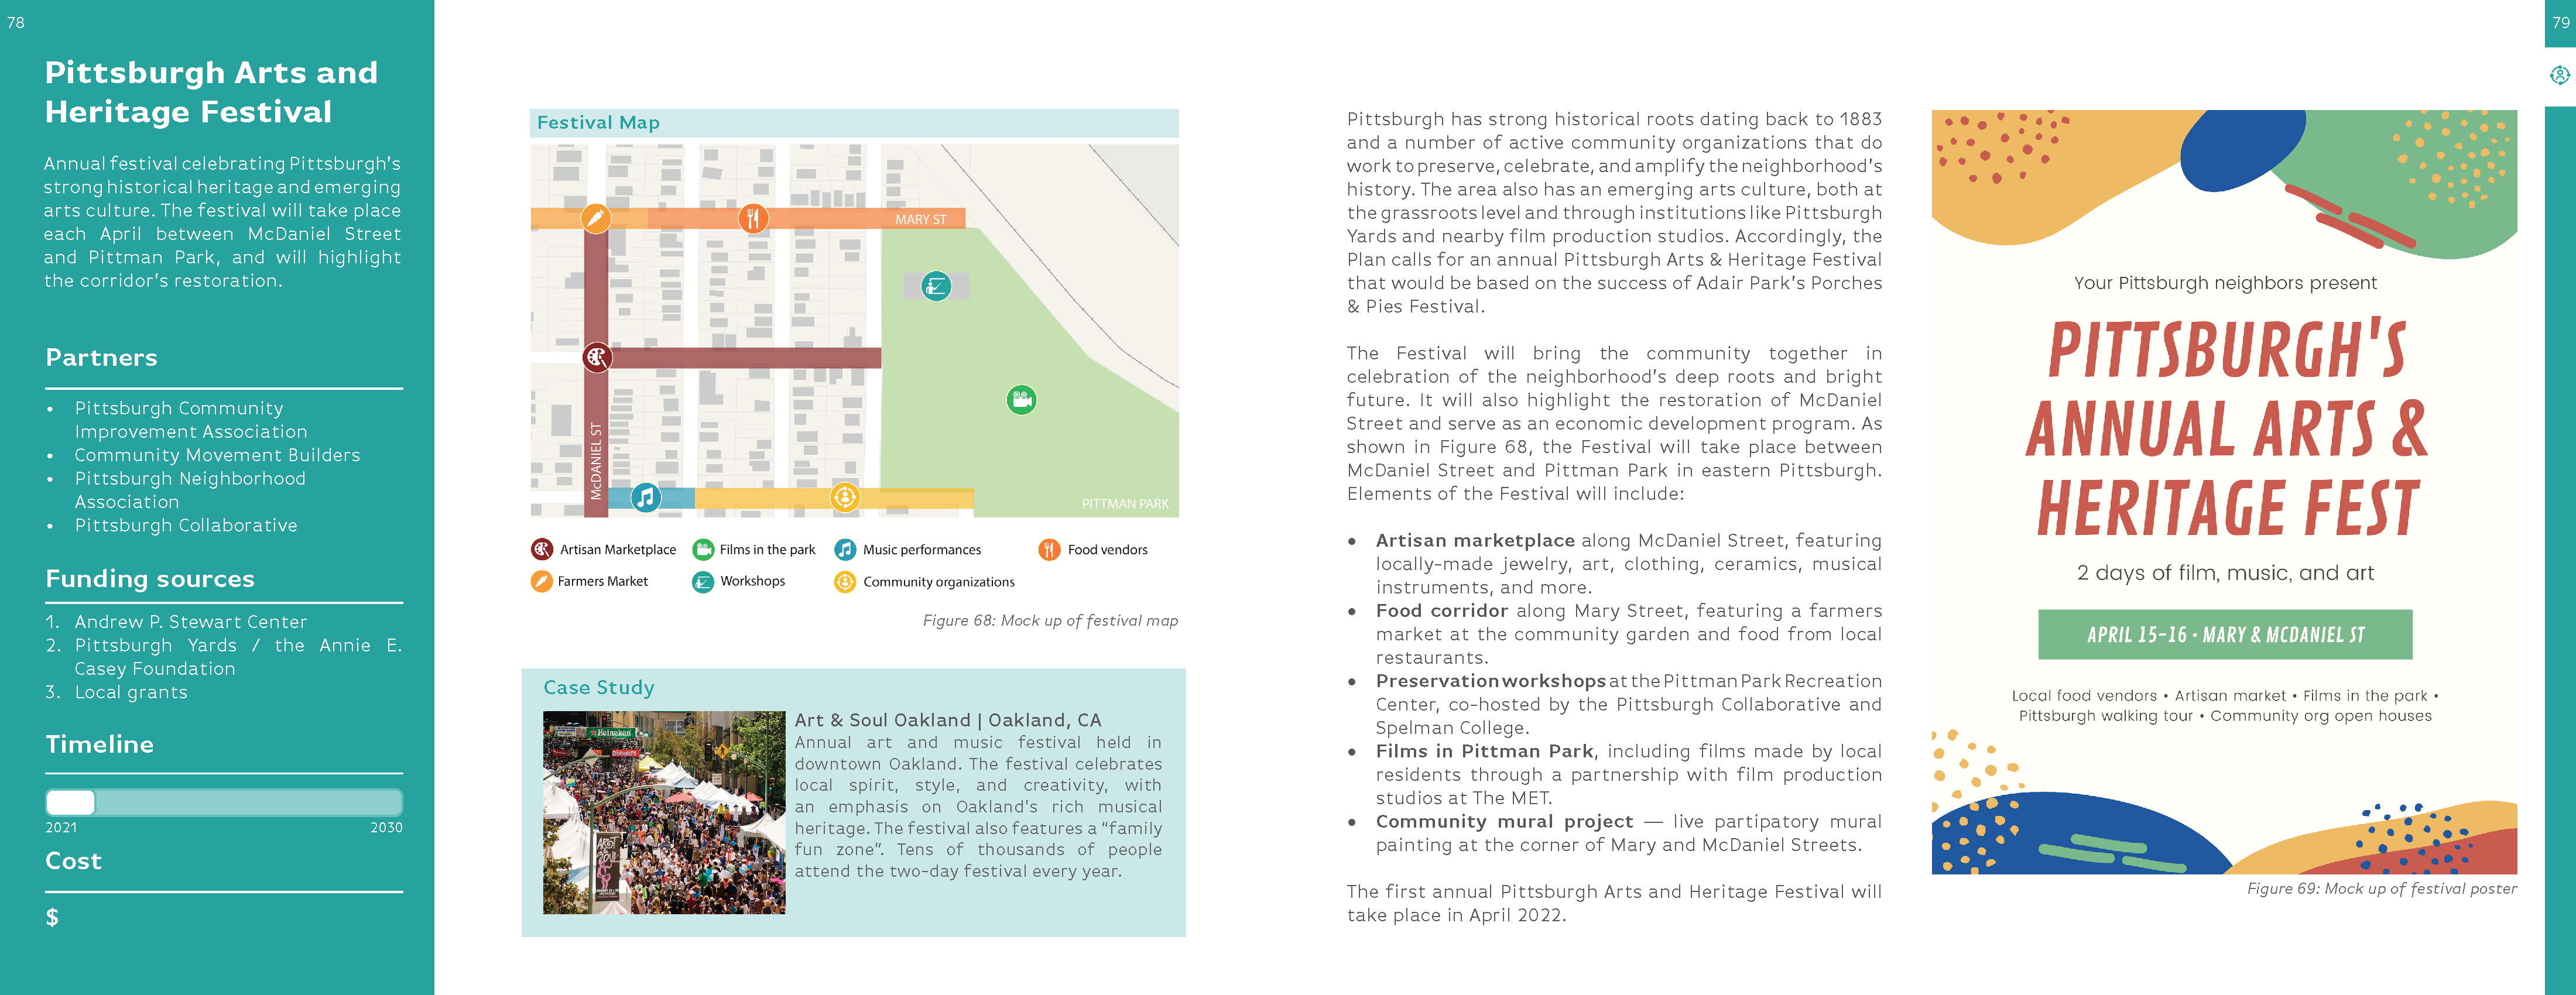 78
Pittsburgh Arts and
Heritage Festival
Annual festival celebrating Pittsburgh's
strong historical heritage and emerging
arts culture. The festival will take place
each April between McDaniel Street
and Pittman Park, and will highlight
the corridor's restoration.
Partners
• Pittsburgh Community
Improvement Association
• Community Movement Builders
• Pittsburgh Neighborhood
Association
• Pittsburgh Collaborative
Funding sources
1. Andrew P. Stewart Center
2. Pittsburgh Yards / the Annie E.
Casey Foundation
3. Local grants
Timeline
2021 2030
Cost
$
Festival Map
MARY ST
McDANIEL ST
PITTMAN PARK
Artisan Marketplace Films in the park Music performances Food vendors
Farmers Market Workshops Community organizations
Figure 68: Mock up of festival map
Case Study
Heineken
McDonald's
ART
SOUL
Art & Soul Oakland | Oakland, CA
Annual art and music festival held in
downtown Oakland. The festival celebrates
local spirit, style, and creativity, with
an emphasis on Oakland's rich musical
heritage. The festival also features a "family
fun zone". Tens of thousands of people
attend the two-day festival every year.
Pittsburgh has strong historical roots dating back to 1883
and a number of active community organizations that do
work to preserve, celebrate, and amplify the neighborhood's
history. The area also has an emerging arts culture, both at
the grassroots level and through institutions like Pittsburgh
Yards and nearby film production studios. Accordingly, the
Plan calls for an annual Pittsburgh Arts & Heritage Festival
that would be based on the success of Adair Park's Porches
& Pies Festival.
The Festival will bring the community together in
celebration of the neighborhood's deep roots and bright
future. It will also highlight the restoration of McDaniel
Street and serve as an economic development program. As
shown in Figure 68, the Festival will take place between
McDaniel Street and Pittman Park in eastern Pittsburgh.
Elements of the Festival will include:
● Artisan marketplace along McDaniel Street, featuring
locally-made jewelry, art, clothing, ceramics, musical
instruments, and more.
● Food corridor along Mary Street, featuring a farmers
market at the community garden and food from local
restaurants.
● Preservation workshops at the Pittman Park Recreation
Center, co-hosted by the Pittsburgh Collaborative and
Spelman College.
● Films in Pittman Park, including films made by local
residents through a partnership with film production
studios at The MET.
● Community mural project — live partipatory mural
painting at the corner of Mary and McDaniel Streets.
The first annual Pittsburgh Arts and Heritage Festival will
take place in April 2022.
79
Your Pittsburgh neighbors present
PITTSBURGH'S
ANNUAL ARTS &
HERITAGE FEST
2 days of film, music, and art
APRIL 15-16 • MARY & MCDANIEL ST
Local food vendors • Artisan market • Films in the park •
Pittsburgh walking tour • Community org open houses
Figure 69: Mock up of festival poster